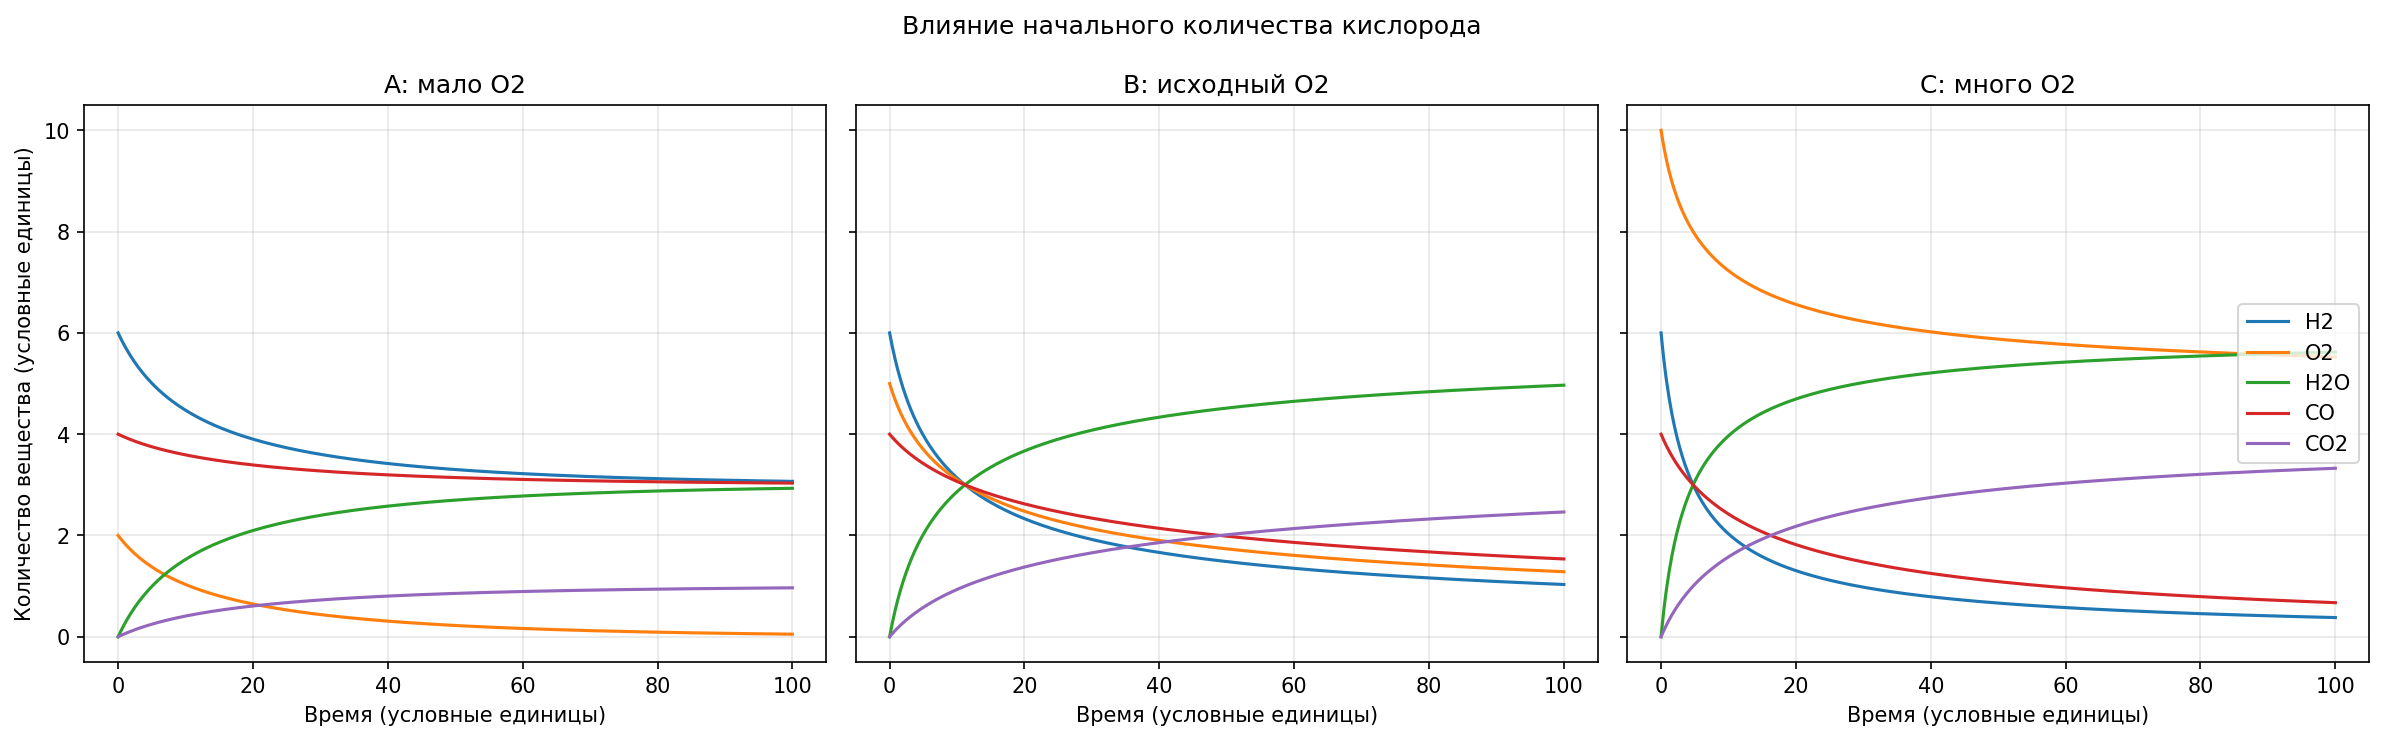 Влияние начального количества кислорода
A: мало O2
B: исходный O2
C: много O2
Количество вещества (условные единицы)
10
8
6
4
2
0
0 20 40 60 80 100
0 20 40 60 80 100
0 20 40 60 80 100
Время (условные единицы)
Время (условные единицы)
Время (условные единицы)
H2
O2
H2O
CO
CO2